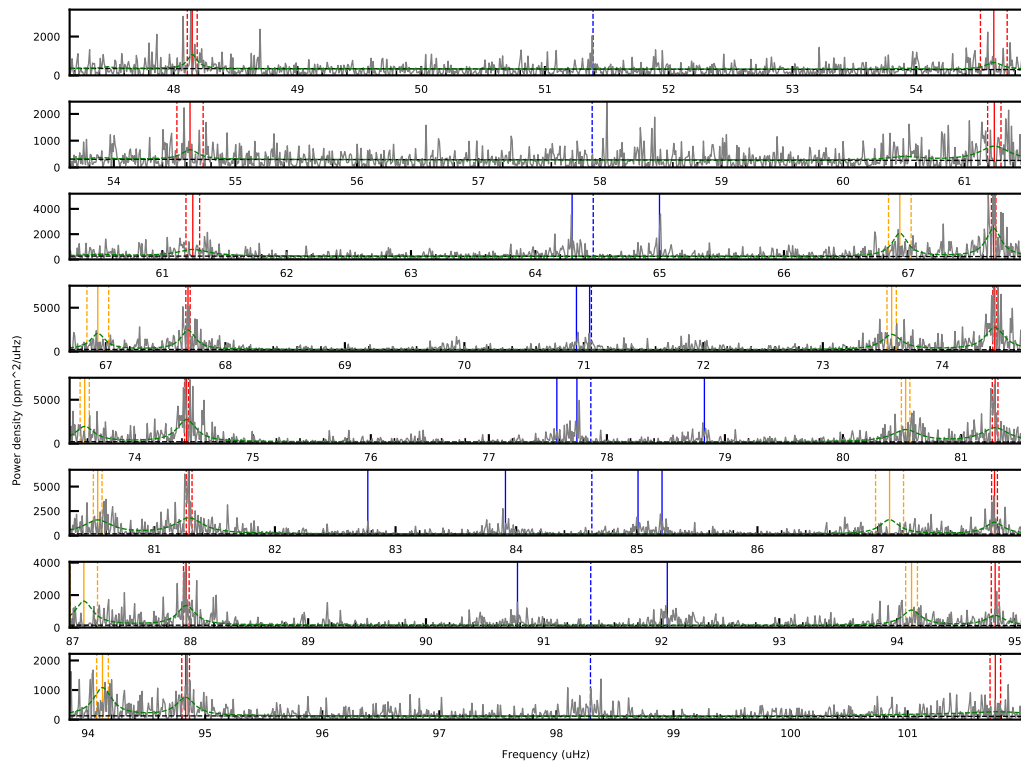 2000
0
48 49 50 51 52 53 54
2000
1000
0
54 55 56 57 58 59 60 61
4000
2000
0
61 62 63 64 65 66 67
5000
0
67 68 69 70 71 72 73 74
5000
0
74 75 76 77 78 79 80 81
5000
2500
0
81 82 83 84 85 86 87 88
4000
2000
0
87 88 89 90 91 92 93 94 95
2000
1000
0
94 95 96 97 98 99 100 101
Power density (ppm^2/uHz)
Frequency (uHz)